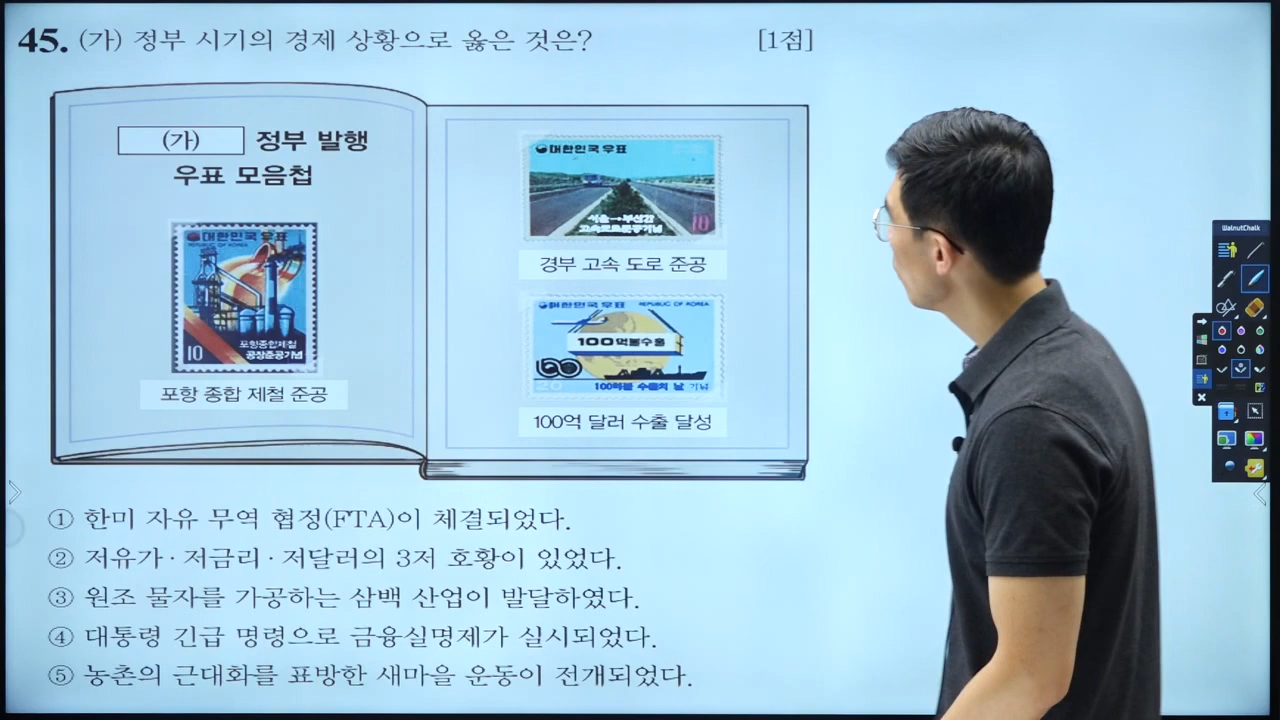 45. (가) 정부 시기의 경제 상황으로 옳은 것은? [1점]
(가) 정부 발행
우표 모음첩
대한민국 우표
REPUBLIC OF KOREA
포항종합제철
공장준공기념
10
포항 종합 제철 준공
대한민국 우표
서울→부산간
고속도로준공기념
10
경부 고속 도로 준공
대한민국 우표 REPUBLIC OF KOREA
100억불수출
20
100억불 수출의 날 기념
100억 달러 수출 달성
① 한미 자유 무역 협정(FTA)이 체결되었다.
② 저유가·저금리·저달러의 3저 호황이 있었다.
③ 원조 물자를 가공하는 삼백 산업이 발달하였다.
④ 대통령 긴급 명령으로 금융실명제가 실시되었다.
⑤ 농촌의 근대화를 표방한 새마을 운동이 전개되었다.
WalnutChalk